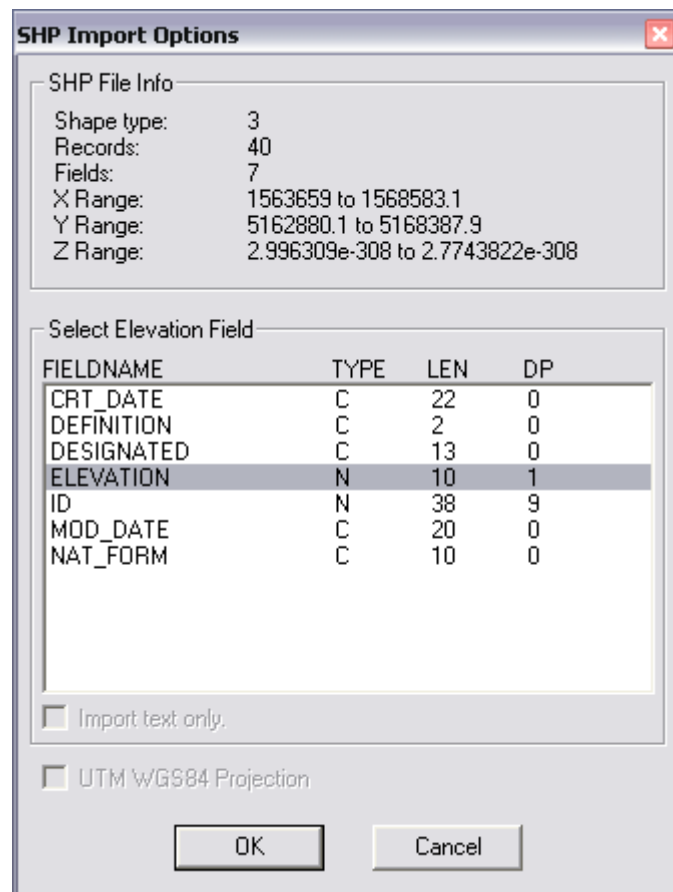 SHP Import Options
SHP File Info
Shape type: 3
Records: 40
Fields: 7
X Range: 1563659 to 1568583.1
Y Range: 5162880.1 to 5168387.9
Z Range: 2.996309e-308 to 2.7743822e-308
Select Elevation Field
FIELDNAME TYPE LEN DP
CRT_DATE C 22 0
DEFINITION C 2 0
DESIGNATED C 13 0
ELEVATION N 10 1
ID N 38 9
MOD_DATE C 20 0
NAT_FORM C 10 0
Import text only.
UTM WGS84 Projection
OK Cancel